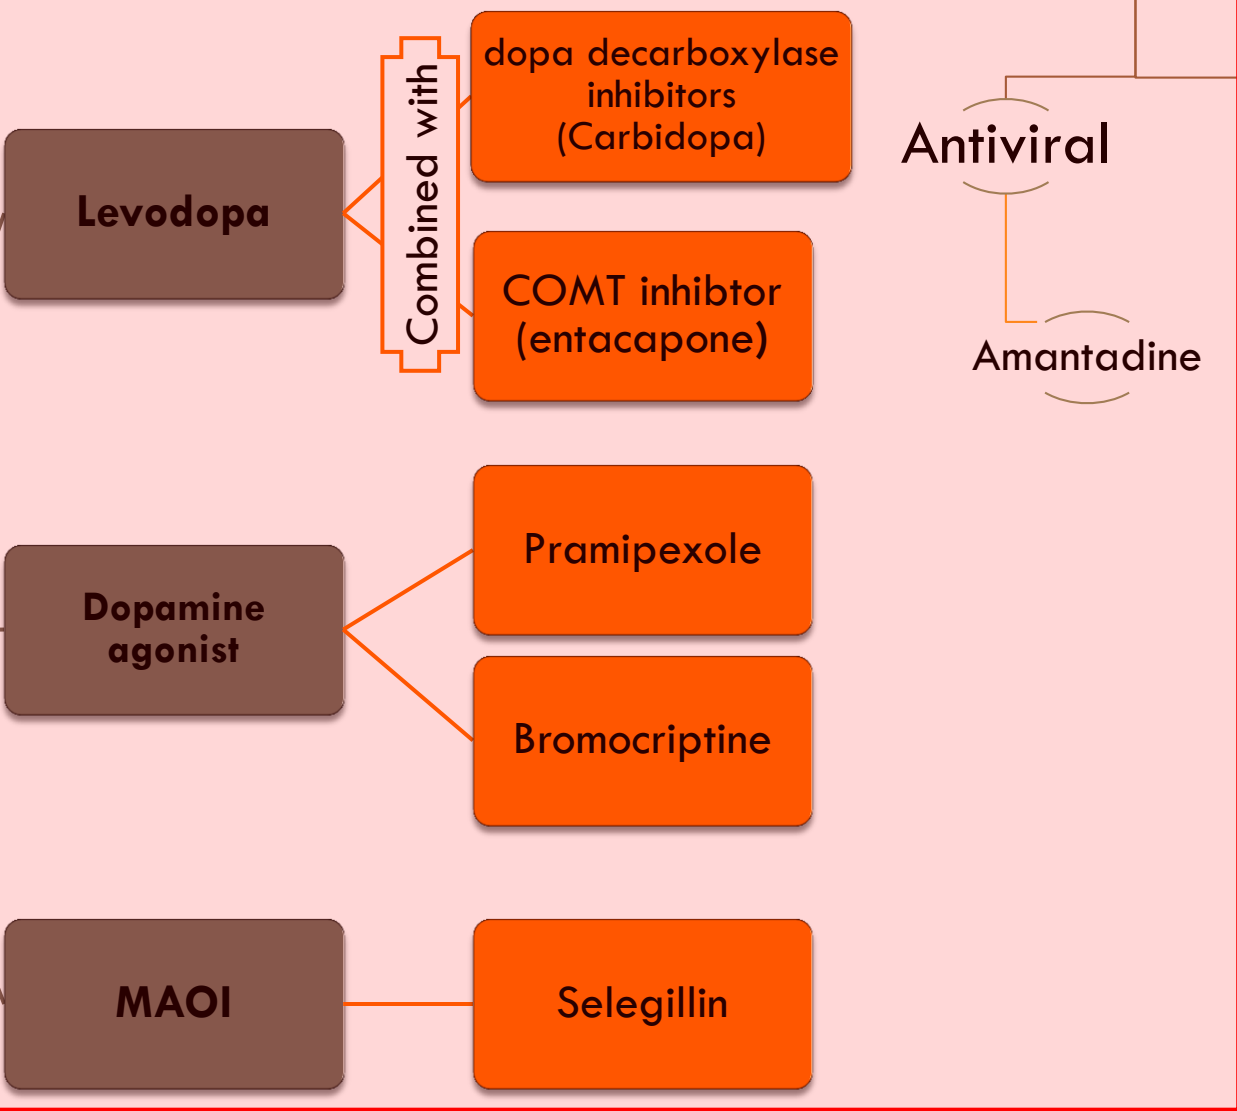 Levodopa
Combined with
dopa decarboxylase
inhibitors
(Carbidopa)
COMT inhibtor
(entacapone)
Dopamine
agonist
Pramipexole
Bromocriptine
MAOI
Selegillin
Antiviral
Amantadine